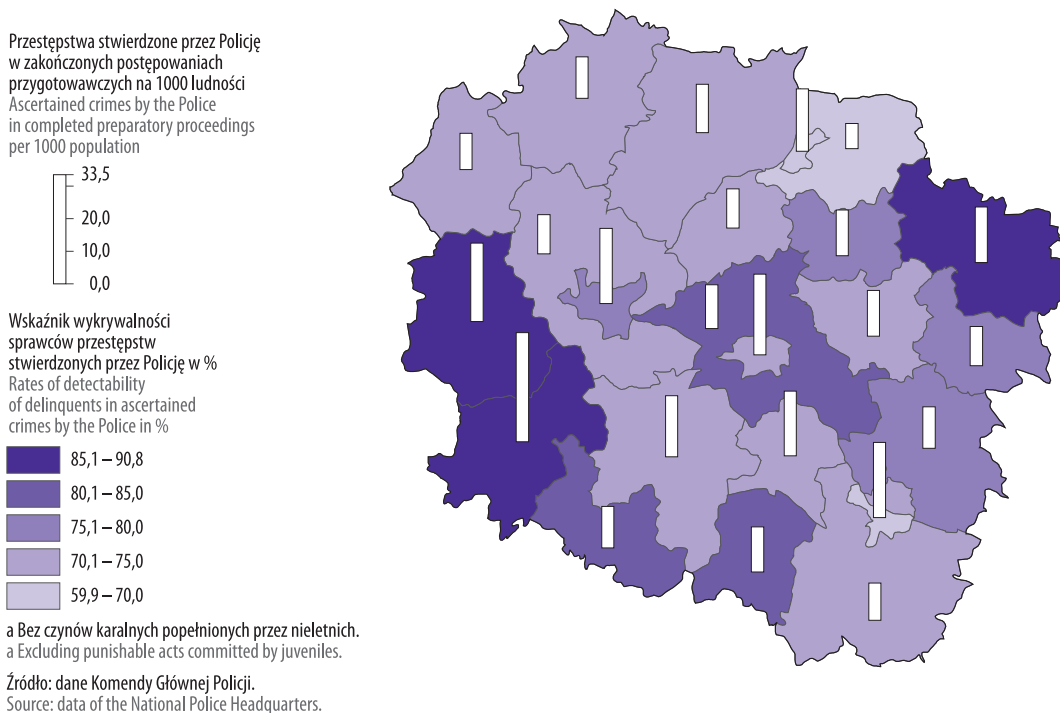 Przestępstwa stwierdzone przez Policję
w zakończonych postępowaniach
przygotowawczych na 1000 ludności
Ascertained crimes by the Police
in completed preparatory proceedings
per 1000 population
33,5
20,0
10,0
0,0
Wskaźnik wykrywalności
sprawców przestępstw
stwierdzonych przez Policję w %
Rates of detectability
of delinquents in ascertained
crimes by the Police in %
85,1 – 90,8
80,1 – 85,0
75,1 – 80,0
70,1 – 75,0
59,9 – 70,0
a Bez czynów karalnych popełnionych przez nieletnich.
a Excluding punishable acts committed by juveniles.
Źródło: dane Komendy Głównej Policji.
Source: data of the National Police Headquarters.